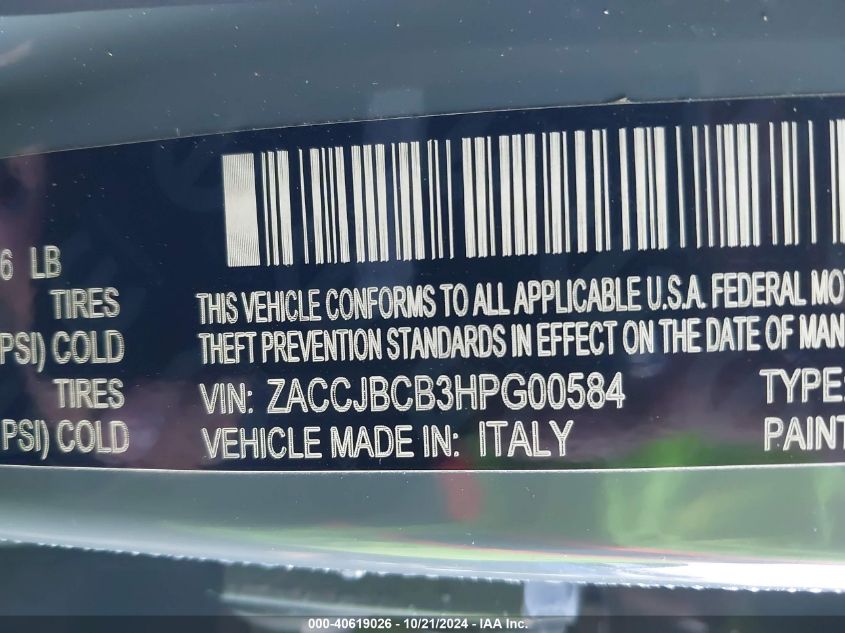 6 LB
TIRES
PSI) COLD
TIRES
PSI) COLD
THIS VEHICLE CONFORMS TO ALL APPLICABLE U.S.A. FEDERAL MO
THEFT PREVENTION STANDARDS IN EFFECT ON THE DATE OF MAN
VIN: ZACCJBCB3HPG00584 TYPE:
VEHICLE MADE IN: ITALY PAINT
000-40619026 - 10/21/2024 - IAA Inc.